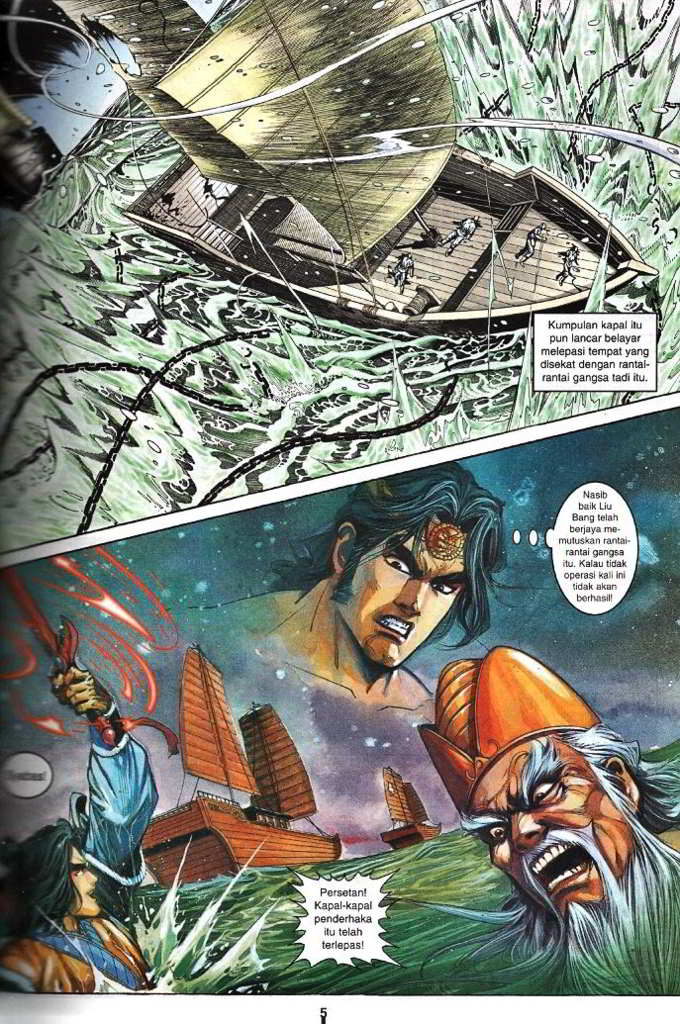 Kumpulan kapal itu
pun lancar belayar
melepasi tempat yang
disekat dengan rantai-
rantai gangsa tadi itu.
Nasib
baik Liu
Bang telah
berjaya me-
mutuskan rantai-
rantai gangsa
itu. Kalau tidak
operasi kali ini
tidak akan
berhasil!
Persetan!
Kapal-kapal
penderhaka
itu telah
terlepas!
5